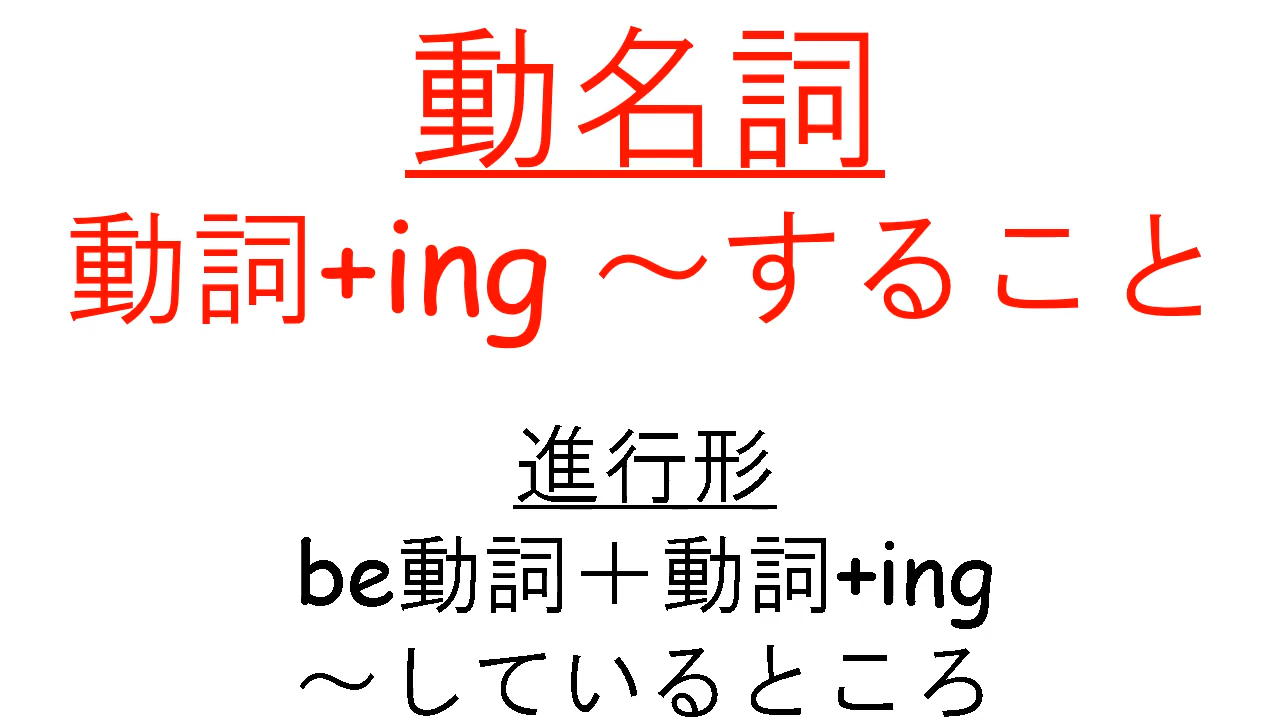 動名詞
動詞+ing ～すること
進行形
be動詞＋動詞+ing
～しているところ